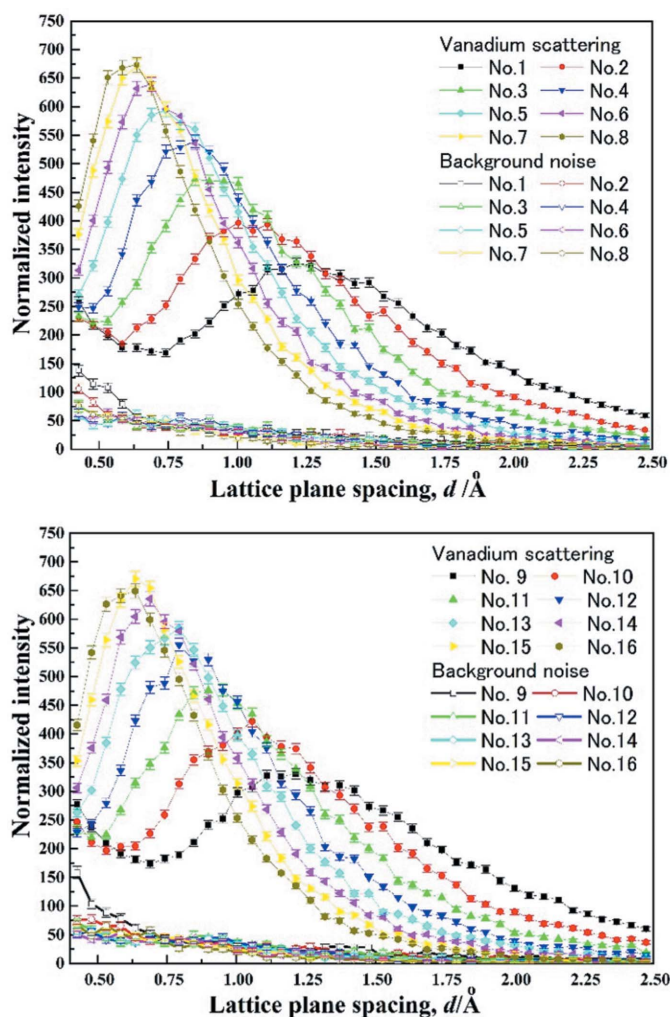 750
700
650
600
550
500
450
400
350
300
250
200
150
100
50
0
Normalized intensity
Vanadium scattering
No.1 No.2
No.3 No.4
No.5 No.6
No.7 No.8
Background noise
No.1 No.2
No.3 No.4
No.5 No.6
No.7 No.8
0.50 0.75 1.00 1.25 1.50 1.75 2.00 2.25 2.50
Lattice plane spacing, d /Å
750
700
650
600
550
500
450
400
350
300
250
200
150
100
50
0
Normalized intensity
Vanadium scattering
No. 9 No.10
No.11 No.12
No.13 No.14
No.15 No.16
Background noise
No. 9 No.10
No.11 No.12
No.13 No.14
No.15 No.16
0.50 0.75 1.00 1.25 1.50 1.75 2.00 2.25 2.50
Lattice plane spacing, d/Å